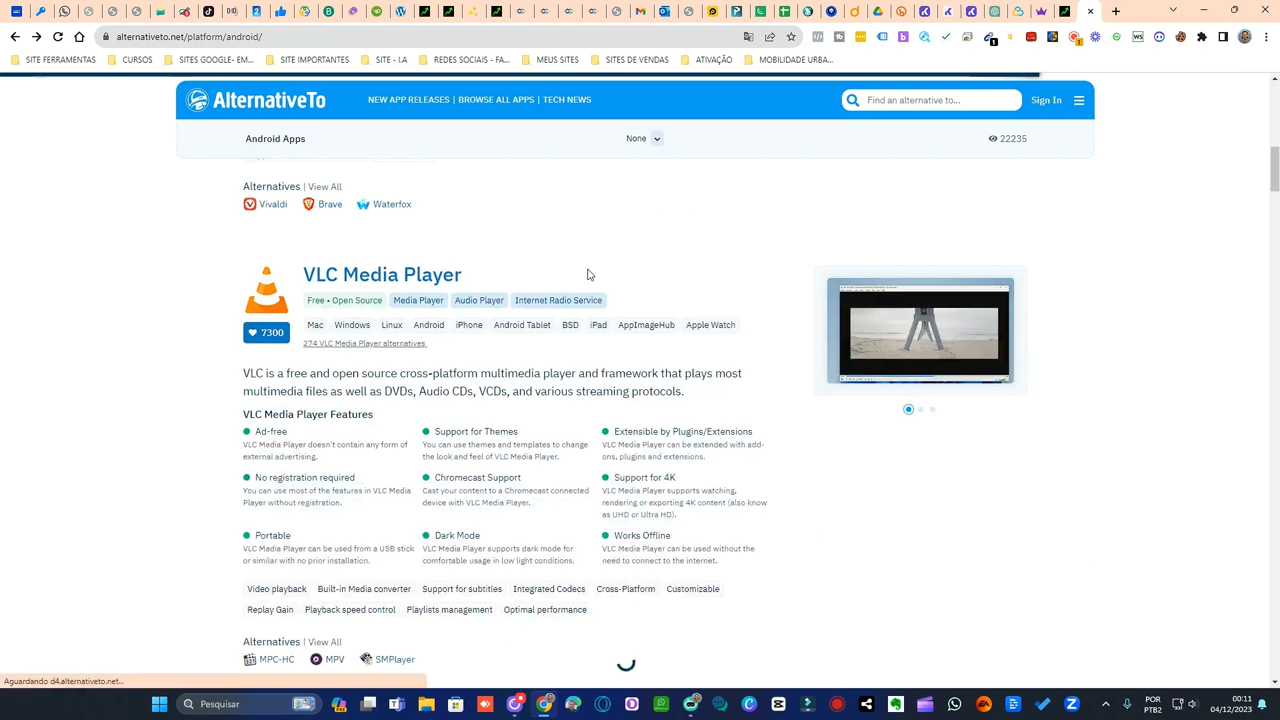 alternativeto.net/platform/android/
1
1
WS
SITE FERRAMENTAS
CURSOS
SITES GOOGLE- EM...
SITE IMPORTANTES
SITE - I.A
REDES SOCIAIS - FA...
MEUS SITES
SITES DE VENDAS
ATIVAÇÃO
MOBILIDADE URBA...
AlternativeTo
NEW APP RELEASES | BROWSE ALL APPS | TECH NEWS
Find an alternative to...
Sign In
Android Apps
None
22235
Alternatives | View All
Vivaldi
Brave
Waterfox
VLC Media Player
Free • Open Source
Media Player
Audio Player
Internet Radio Service
7300
Mac
Windows
Linux
Android
iPhone
Android Tablet
BSD
iPad
AppImageHub
Apple Watch
274 VLC Media Player alternatives
VLC is a free and open source cross-platform multimedia player and framework that plays most
multimedia files as well as DVDs, Audio CDs, VCDs, and various streaming protocols.
VLC Media Player Features
Ad-free
VLC Media Player doesn't contain any form of
external advertising.
Support for Themes
You can use themes and templates to change
the look and feel of VLC Media Player.
Extensible by Plugins/Extensions
VLC Media Player can be extended with add-
ons, plugins and extensions.
No registration required
You can use most of the features in VLC Media
Player without registration.
Chromecast Support
Cast your content to a Chromecast connected
device with VLC Media Player.
Support for 4K
VLC Media Player supports watching,
rendering or exporting 4K content (also know
as UHD or Ultra HD).
Portable
VLC Media Player can be used from a USB stick
or similar with no prior installation.
Dark Mode
VLC Media Player supports dark mode for
comfortable usage in low light conditions.
Works Offline
VLC Media Player can be used without the
need to connect to the internet.
Video playback
Built-in Media converter
Support for subtitles
Integrated Codecs
Cross-Platform
Customizable
Replay Gain
Playback speed control
Playlists management
Optimal performance
Alternatives | View All
MPC-HC
MPV
SMPlayer
Aguardando d4.alternativeto.net...
Pesquisar
POR
PTB2
00:11
04/12/2023